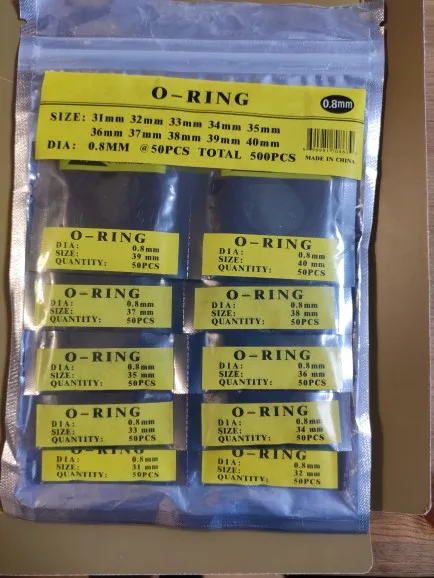 O-RING
0.8mm
SIZE: 31mm 32mm 33mm 34mm 35mm
36mm 37mm 38mm 39mm 40mm
DIA: 0.8MM @50PCS TOTAL 500PCS
MADE IN CHINA
O-RING
DIA: 0.8mm
SIZE: 39 mm
QUANTITY: 50PCS
O-RING
DIA: 0.8mm
SIZE: 40 mm
QUANTITY: 50PCS
O-RING
DIA: 0.8mm
SIZE: 37 mm
QUANTITY: 50PCS
O-RING
DIA: 0.8mm
SIZE: 38 mm
QUANTITY: 50PCS
O-RING
DIA: 0.8mm
SIZE: 35 mm
QUANTITY: 50PCS
O-RING
DIA: 0.8mm
SIZE: 36 mm
QUANTITY: 50PCS
O-RING
DIA: 0.8mm
SIZE: 33 mm
QUANTITY: 50PCS
O-RING
DIA: 0.8mm
SIZE: 34 mm
QUANTITY: 50PCS
O-RING
DIA: 0.8mm
SIZE: 31 mm
QUANTITY: 50PCS
O-RING
DIA: 0.8mm
SIZE: 32 mm
QUANTITY: 50PCS